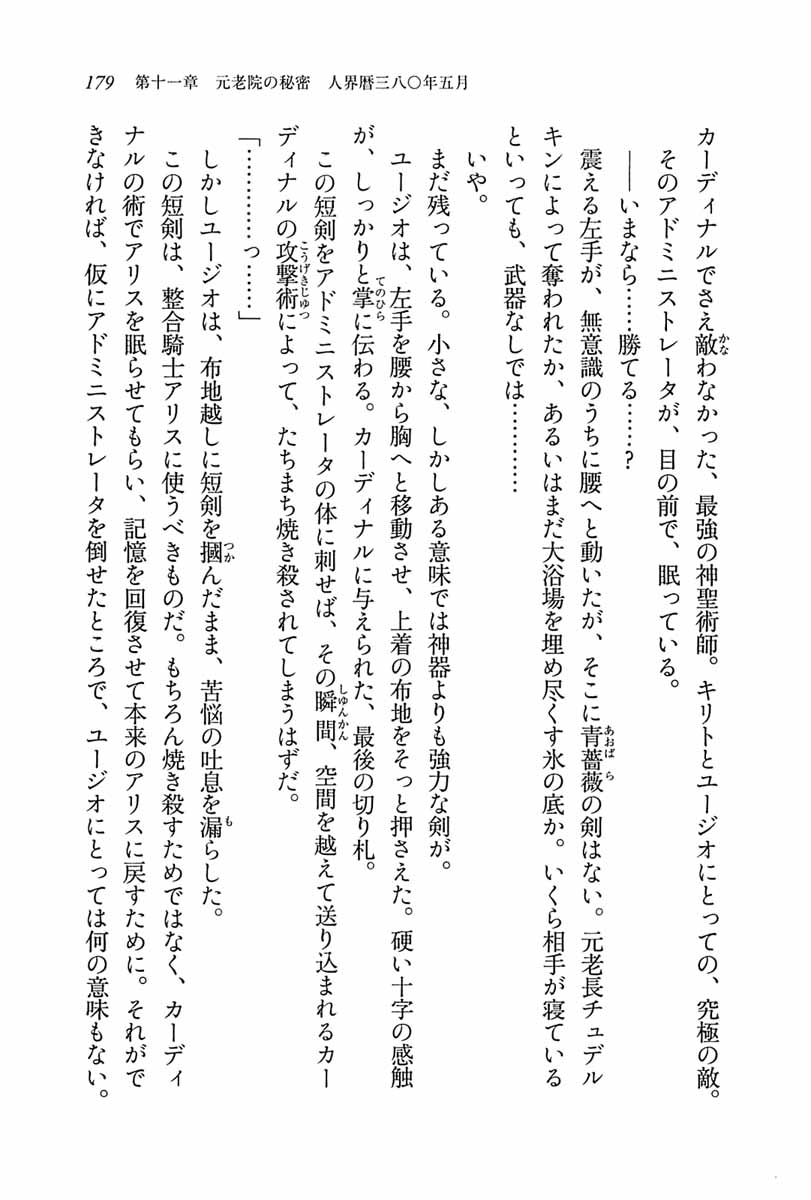 179　第十一章　元老院の秘密　人界暦三八〇年五月
カーディナルでさえ敵わなかった、最強の神聖術師。キリトとユージオにとっての、究極の敵。
そのアドミニストレータが、目の前で、眠っている。
――いまなら……勝てる……？
震える左手が、無意識のうちに腰へと動いたが、そこに青薔薇の剣はない。元老長チュデル
キンによって奪われたか、あるいはまだ大浴場を埋め尽くす氷の底か。いくら相手が寝ている
といっても、武器なしでは…………
いや。
まだ残っている。小さな、しかしある意味では神器よりも強力な剣が。
ユージオは、左手を腰から胸へと移動させ、上着の布地をそっと押さえた。硬い十字の感触
が、しっかりと掌に伝わる。カーディナルに与えられた、最後の切り札。
この短剣をアドミニストレータの体に刺せば、その瞬間、空間を越えて送り込まれるカー
ディナルの攻撃術によって、たちまち焼き殺されてしまうはずだ。
「…………っ……」
しかしユージオは、布地越しに短剣を摑んだまま、苦悩の吐息を漏らした。
この短剣は、整合騎士アリスに使うべきものだ。もちろん焼き殺すためではなく、カーディ
ナルの術でアリスを眠らせてもらい、記憶を回復させて本来のアリスに戻すために。それがで
きなければ、仮にアドミニストレータを倒せたところで、ユージオにとっては何の意味もない。